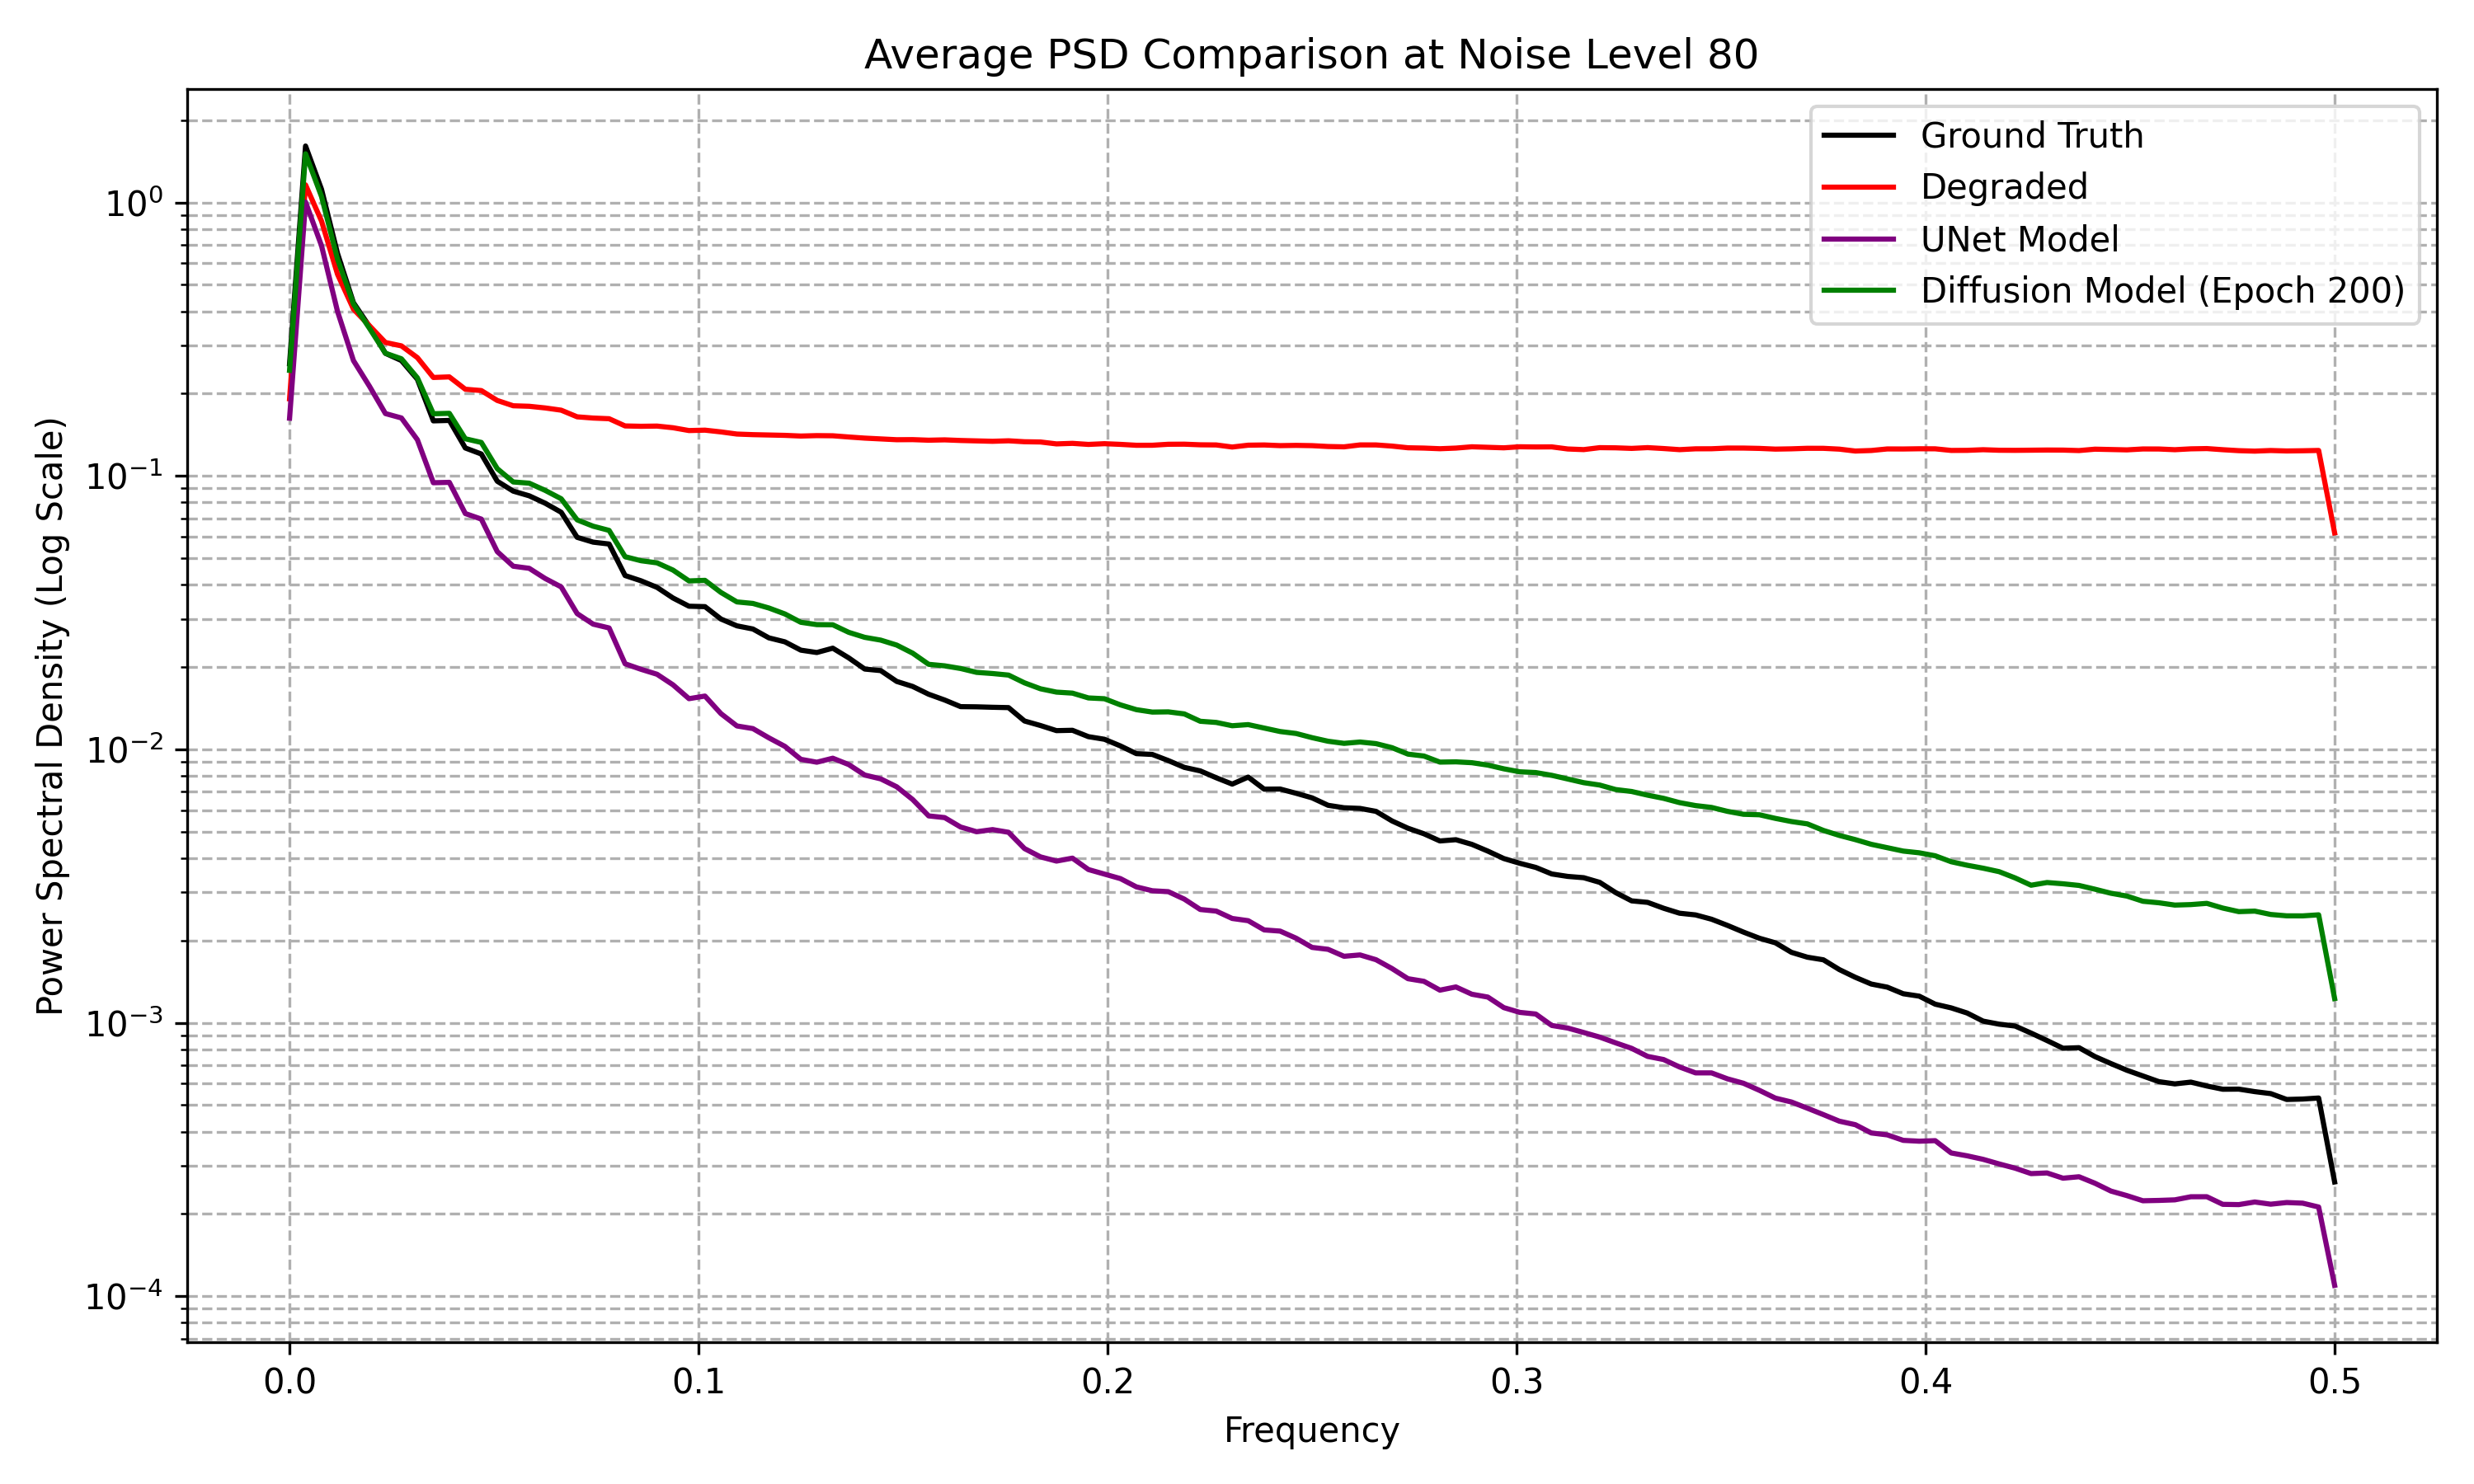 Average PSD Comparison at Noise Level 80
Ground Truth
Degraded
UNet Model
Diffusion Model (Epoch 200)
Power Spectral Density (Log Scale)
10⁰
10⁻¹
10⁻²
10⁻³
10⁻⁴
0.0 0.1 0.2 0.3 0.4 0.5
Frequency